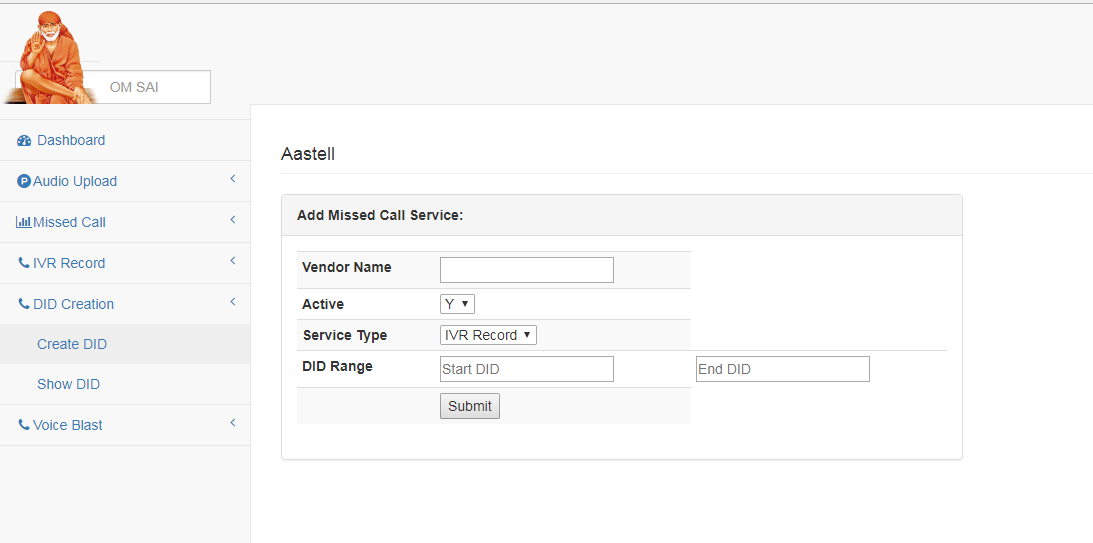 OM SAI
Dashboard
Audio Upload
Missed Call
IVR Record
DID Creation
Create DID
Show DID
Voice Blast
Aastell
Add Missed Call Service:
Vendor Name
Active Y
Service Type IVR Record
DID Range Start DID End DID
Submit